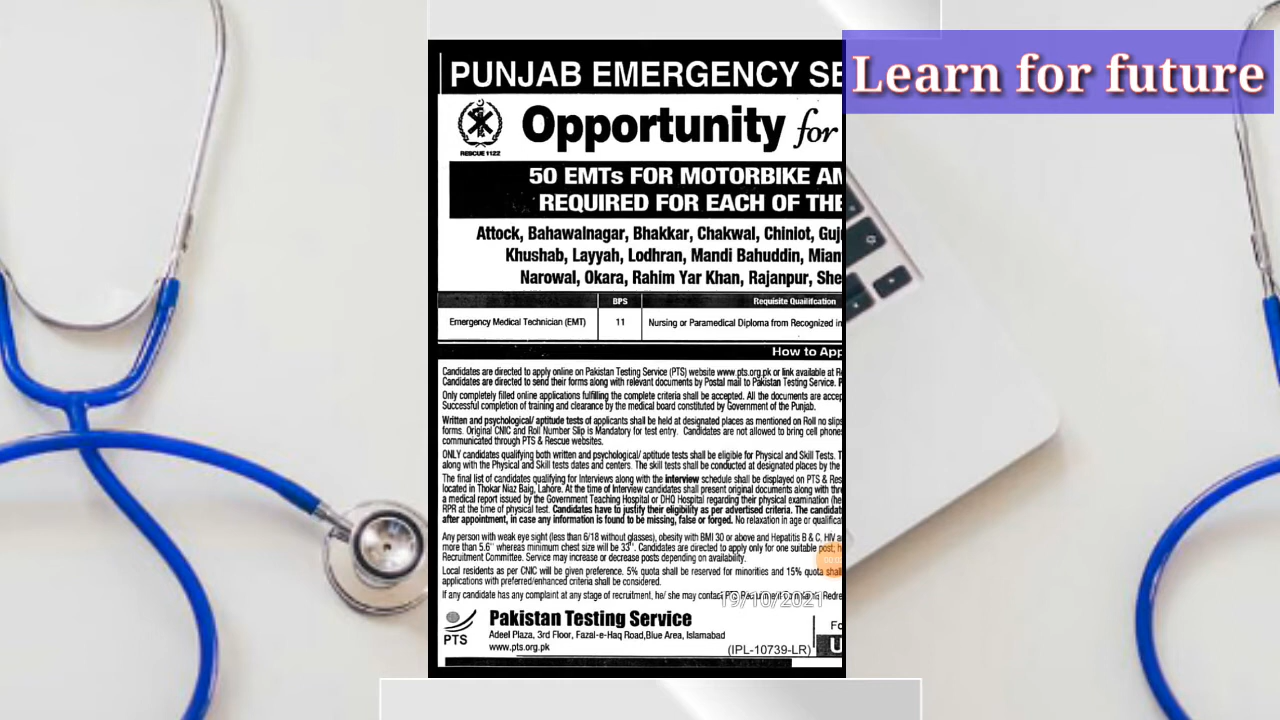 Learn for future
PUNJAB EMERGENCY SE
RESCUE 1122
Opportunity for
50 EMTs FOR MOTORBIKE AM
REQUIRED FOR EACH OF THE
Attock, Bahawalnagar, Bhakkar, Chakwal, Chiniot, Guj
Khushab, Layyah, Lodhran, Mandi Bahuddin, Mian
Narowal, Okara, Rahim Yar Khan, Rajanpur, She
BPS Requisite Quailifcation
Emergency Medical Technician (EMT) 11 Nursing or Paramedical Diploma from Recognized in
How to App
Candidates are directed to apply online on Pakistan Testing Service (PTS) website www.pts.org.pk or link available at R
Candidates are directed to send their forms along with relevant documents by Postal mail to Pakistan Testing Service.
Only completely filled online applications fulfilling the complete criteria shall be accepted. All the documents are accep
Successful completion of training and clearance by the medical board constituted by Government of the Punjab.
Written and psychological/ aptitude tests of applicants shall be held at designated places as mentioned on Roll no slips
forms. Original CNIC and Roll Number Slip is Mandatory for test entry. Candidates are not allowed to bring cell phones
communicated through PTS & Rescue websites.
ONLY candidates qualifying both written and psychological/ aptitude tests shall be eligible for Physical and Skill Tests. T
along with the Physical and Skill tests dates and centers. The skill tests shall be conducted at designated places by the
The final list of candidates qualifying for Interviews along with the interview schedule shall be displayed on PTS & Res
located in Thokar Niaz Baig, Lahore. At the time of Interview candidates shall present original documents along with thr
a medical report issued by the Government Teaching Hospital or DHQ Hospital regarding their physical examination (he
RPR at the time of physical test. Candidates have to justify their eligibility as per advertised criteria. The candidat
after appointment, in case any information is found to be missing, false or forged. No relaxation in age or qualifica
Any person with weak eye sight (less than 6/18 without glasses), obesity with BMI 30 or above and Hepatitis B & C, HIV a
more than 5.6" whereas minimum chest size will be 33". Candidates are directed to apply only for one suitable post, h
Recruitment Committee. Service may increase or decrease posts depending on availability.
Local residents as per CNIC will be given preference. 5% quota shall be reserved for minorities and 15% quota shall
applications with preferred/enhanced criteria shall be considered.
If any candidate has any complaint at any stage of recruitment, he/ she may contact Redre
19/10/2021
PTS
Pakistan Testing Service
Adeel Plaza, 3rd Floor, Fazal-e-Haq Road,Blue Area, Islamabad
www.pts.org.pk
(IPL-10739-LR)
Fo
U